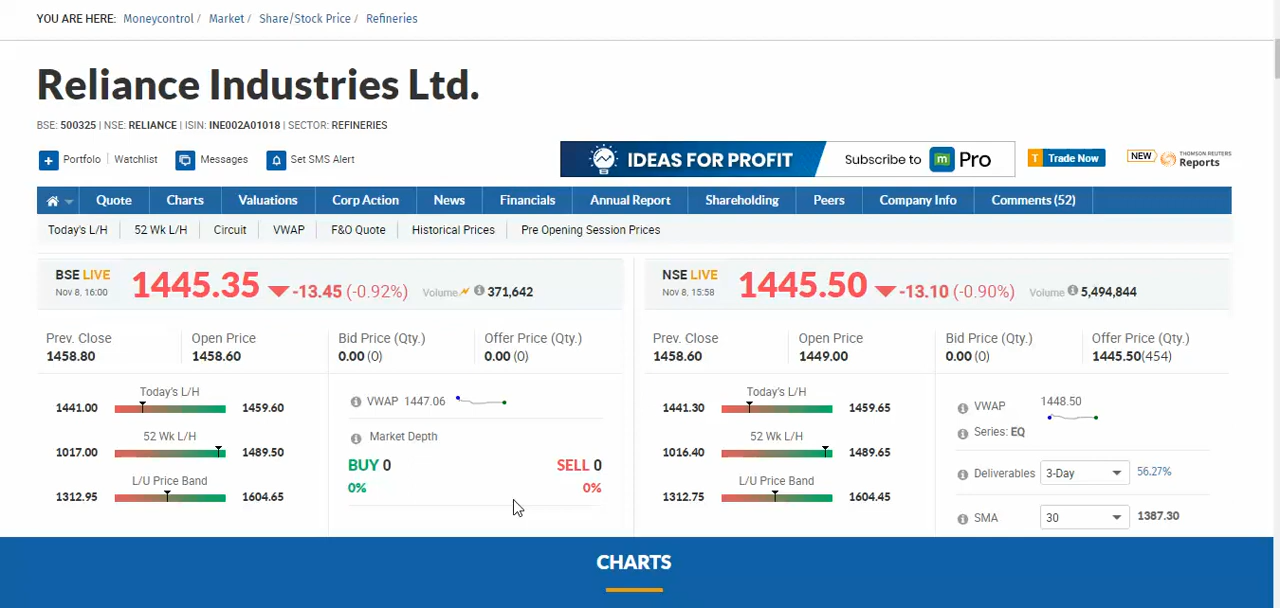 YOU ARE HERE: Moneycontrol / Market / Share/Stock Price / Refineries
Reliance Industries Ltd.
BSE: 500325 | NSE: RELIANCE | ISIN: INE002A01018 | SECTOR: REFINERIES
+ Portfolo | Watchlist Messages Set SMS Alert
IDEAS FOR PROFIT Subscribe to m Pro
T Trade Now
NEW THOMSON REUTERS
Reports
Quote Charts Valuations Corp Action News Financials Annual Report Shareholding Peers Company Info Comments (52)
Today's L/H 52 Wk L/H Circuit VWAP F&O Quote Historical Prices Pre Opening Session Prices
BSE LIVE
Nov 8, 16:00
1445.35 -13.45 (-0.92%) Volume 371,642
Prev. Close Open Price Bid Price (Qty.) Offer Price (Qty.)
1458.80 1458.60 0.00 (0) 0.00 (0)
Today's L/H
1441.00 1459.60
52 Wk L/H
1017.00 1489.50
L/U Price Band
1312.95 1604.65
VWAP 1447.06
Market Depth
BUY 0 SELL 0
0% 0%
NSE LIVE
Nov 8, 15:58
1445.50 -13.10 (-0.90%) Volume 5,494,844
Prev. Close Open Price Bid Price (Qty.) Offer Price (Qty.)
1458.60 1449.00 0.00 (0) 1445.50(454)
Today's L/H
1441.30 1459.65
52 Wk L/H
1016.40 1489.65
L/U Price Band
1312.75 1604.45
VWAP 1448.50
Series: EQ
Deliverables 3-Day 56.27%
SMA 30 1387.30
CHARTS